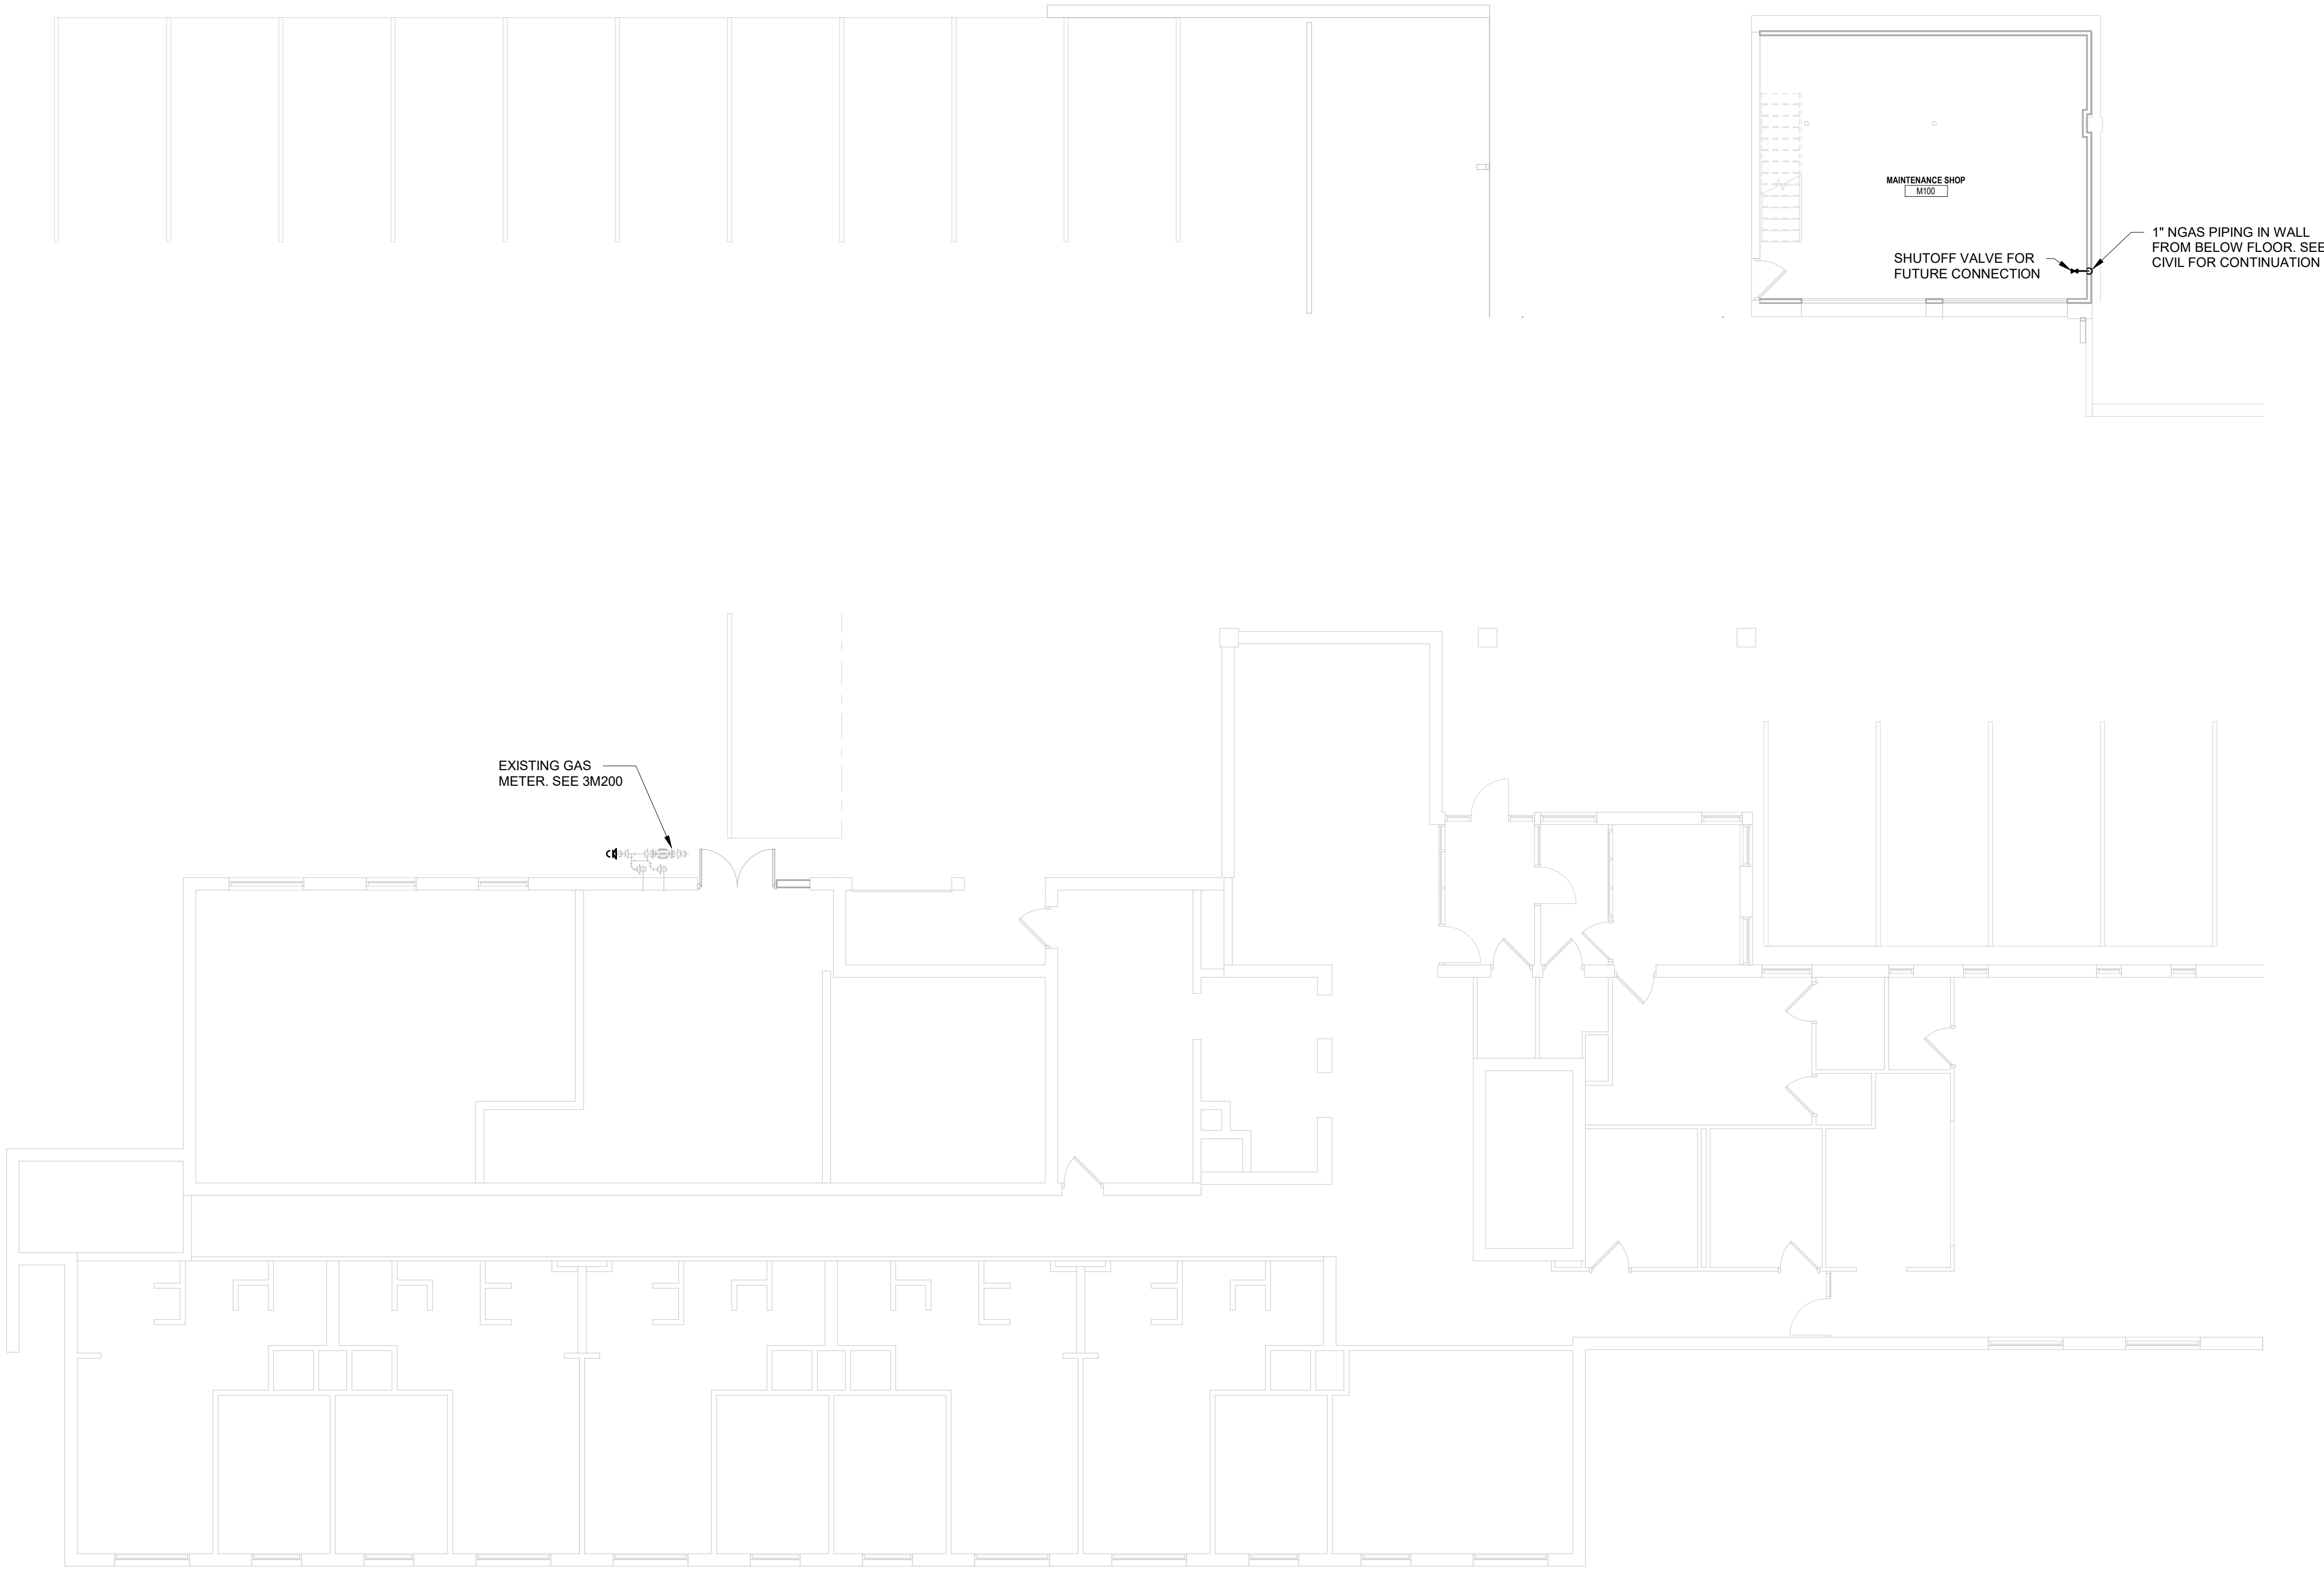 MAINTENANCE SHOP
M100
1" NGAS PIPING IN WALL
FROM BELOW FLOOR. SEE
CIVIL FOR CONTINUATION
SHUTOFF VALVE FOR
FUTURE CONNECTION
EXISTING GAS
METER. SEE 3M200